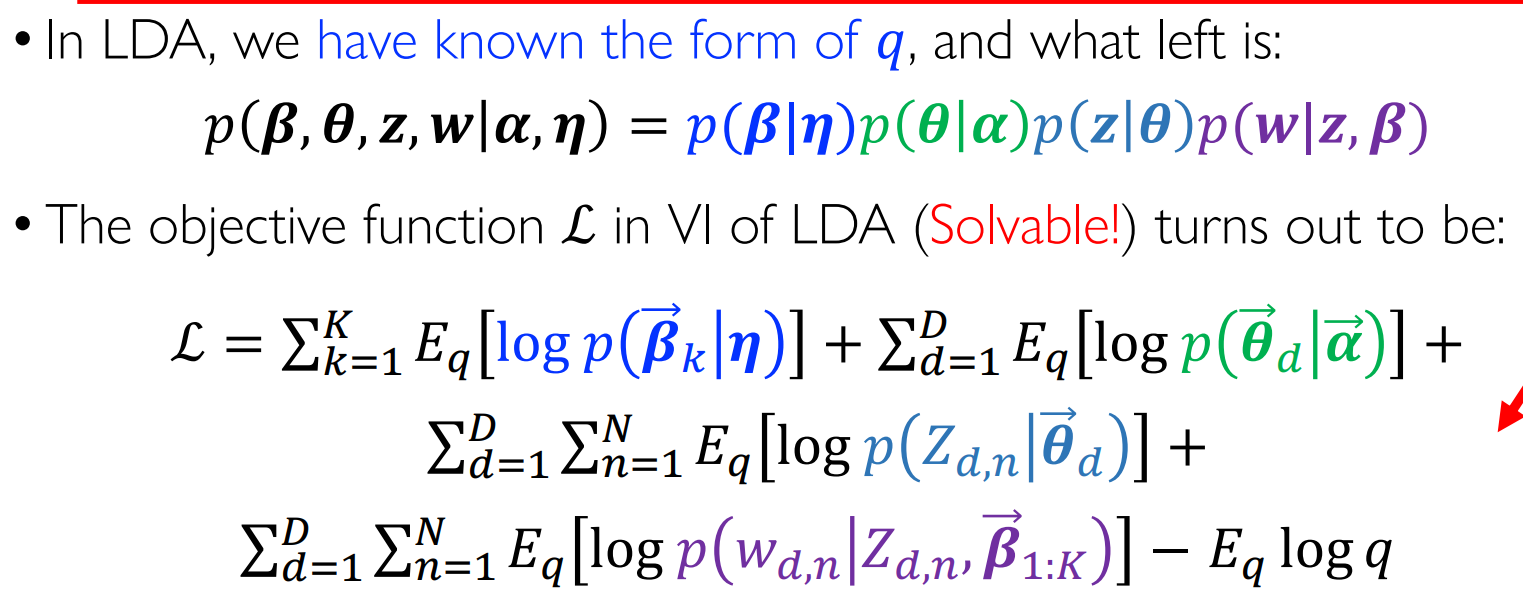 • In LDA, we have known the form of q, and what left is:
p(β, θ, z, w|α, η) = p(β|η)p(θ|α)p(z|θ)p(w|z, β)
• The objective function ℒ in VI of LDA (Solvable!) turns out to be:
ℒ = ∑_{k=1}^{K} E_q[log p(β⃗_k|η)] + ∑_{d=1}^{D} E_q[log p(θ⃗_d|α⃗)] +
∑_{d=1}^{D} ∑_{n=1}^{N} E_q[log p(Z_{d,n}|θ⃗_d)] +
∑_{d=1}^{D} ∑_{n=1}^{N} E_q[log p(w_{d,n}|Z_{d,n}, β⃗_{1:K})] − E_q log q